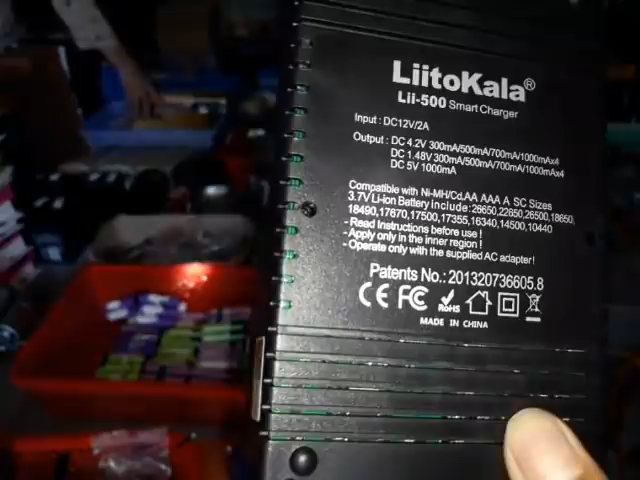 LiitoKala®
Lii-500 Smart Charger
Input : DC12V/2A
Output : DC 4.2V 300mA/500mA/700mA/1000mAx4
DC 1.48V 300mA/500mA/700mA/1000mAx4
DC 5V 1000mA
Compatible with Ni-MH/Cd,AA AAA A SC Sizes
3.7V Li-ion Battery include: 26650,22650,26500,18650,
18490,17670,17500,17355,16340,14500,10440
- Read Instructions before use !
- Apply only in the inner region !
- Operate only with the supplied AC adapter!
Patents No.: 201320736605.8
CE FC RoHS
MADE IN CHINA